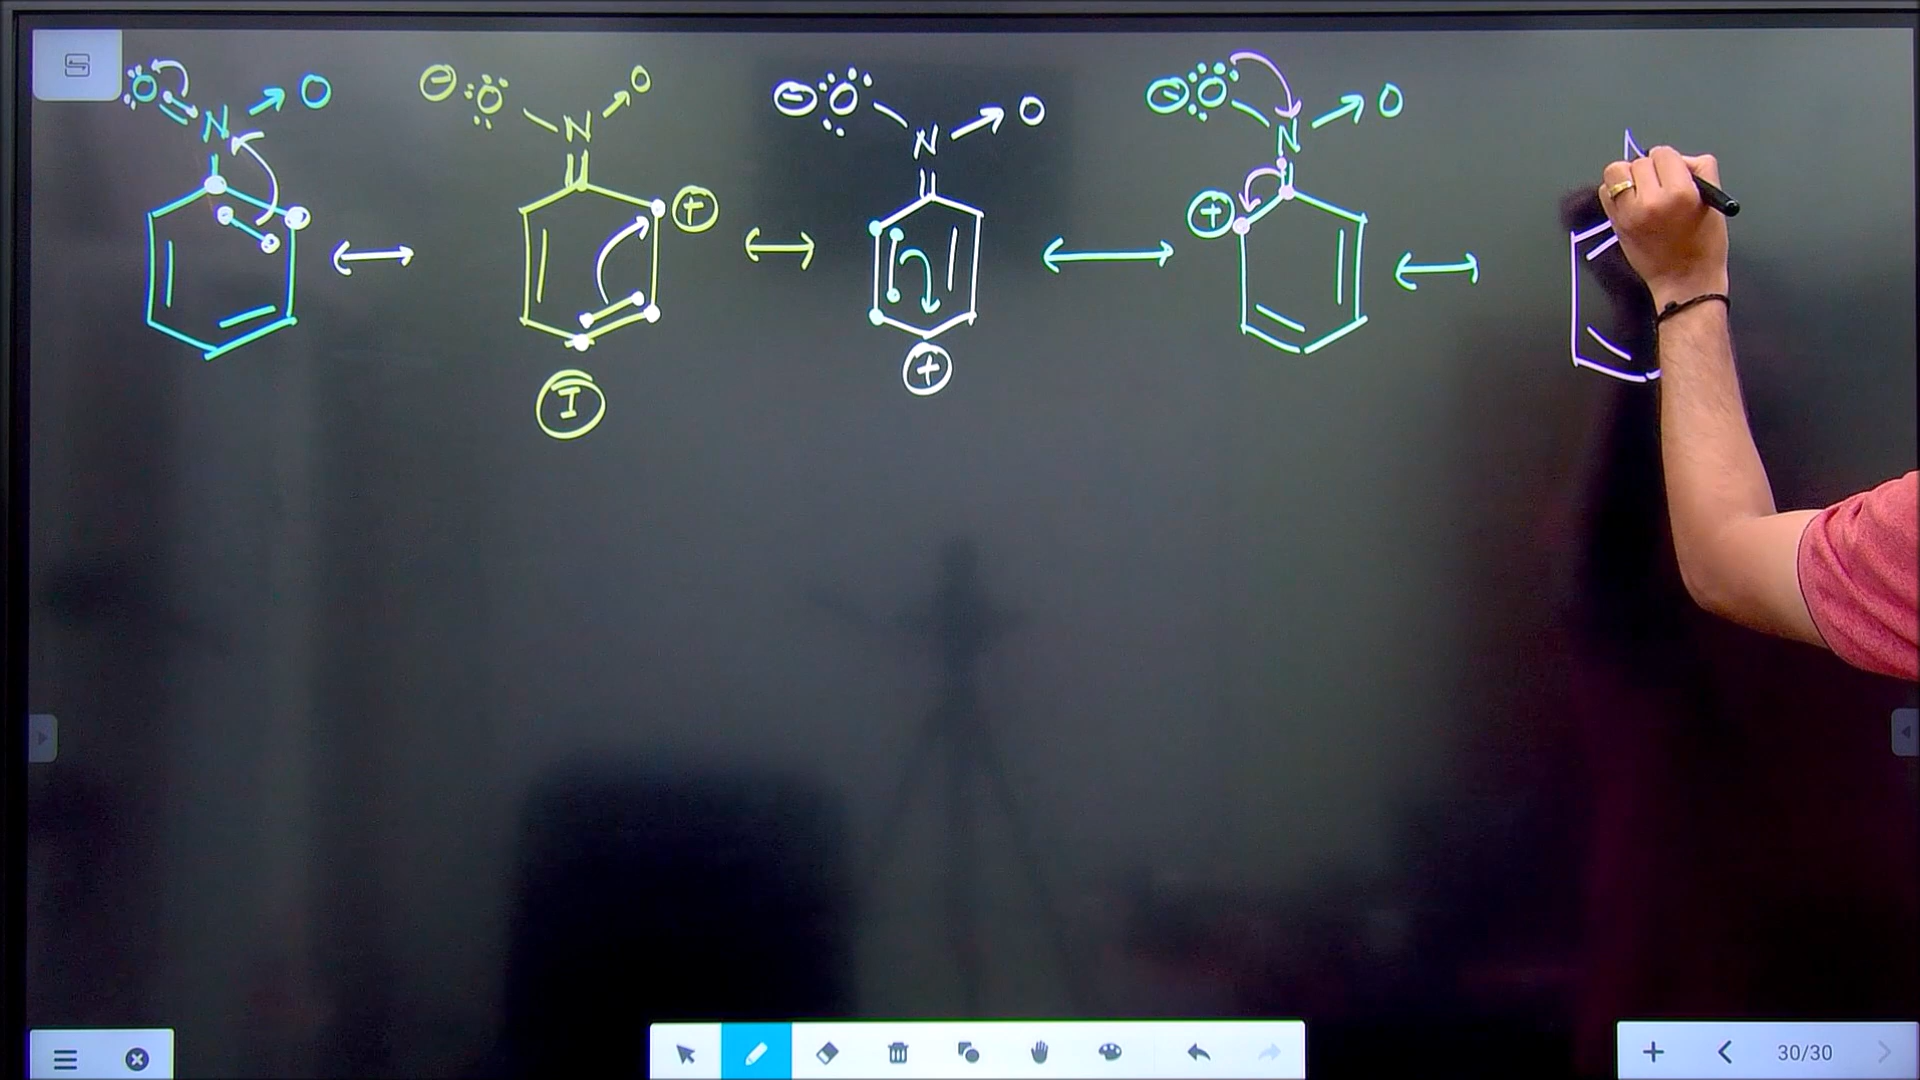 O N O
⊖ O N O
⊖ O N O
⊖ O N O
N
⊕
⊕
⊕
I
30/30